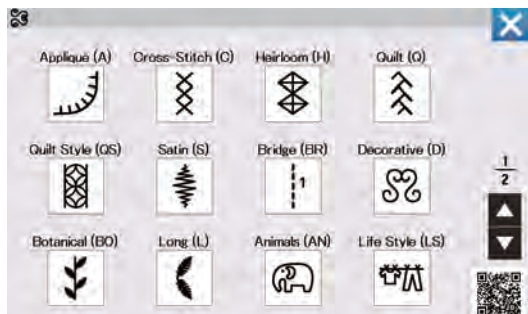 Appliqué (A) Cross-Stitch (C) Heirloom (H) Quilt (Q)
Quilt Style (QS) Satin (S) Bridge (BR) Decorative (D)
1
1
2
Botanical (BO) Long (L) Animals (AN) Life Style (LS)